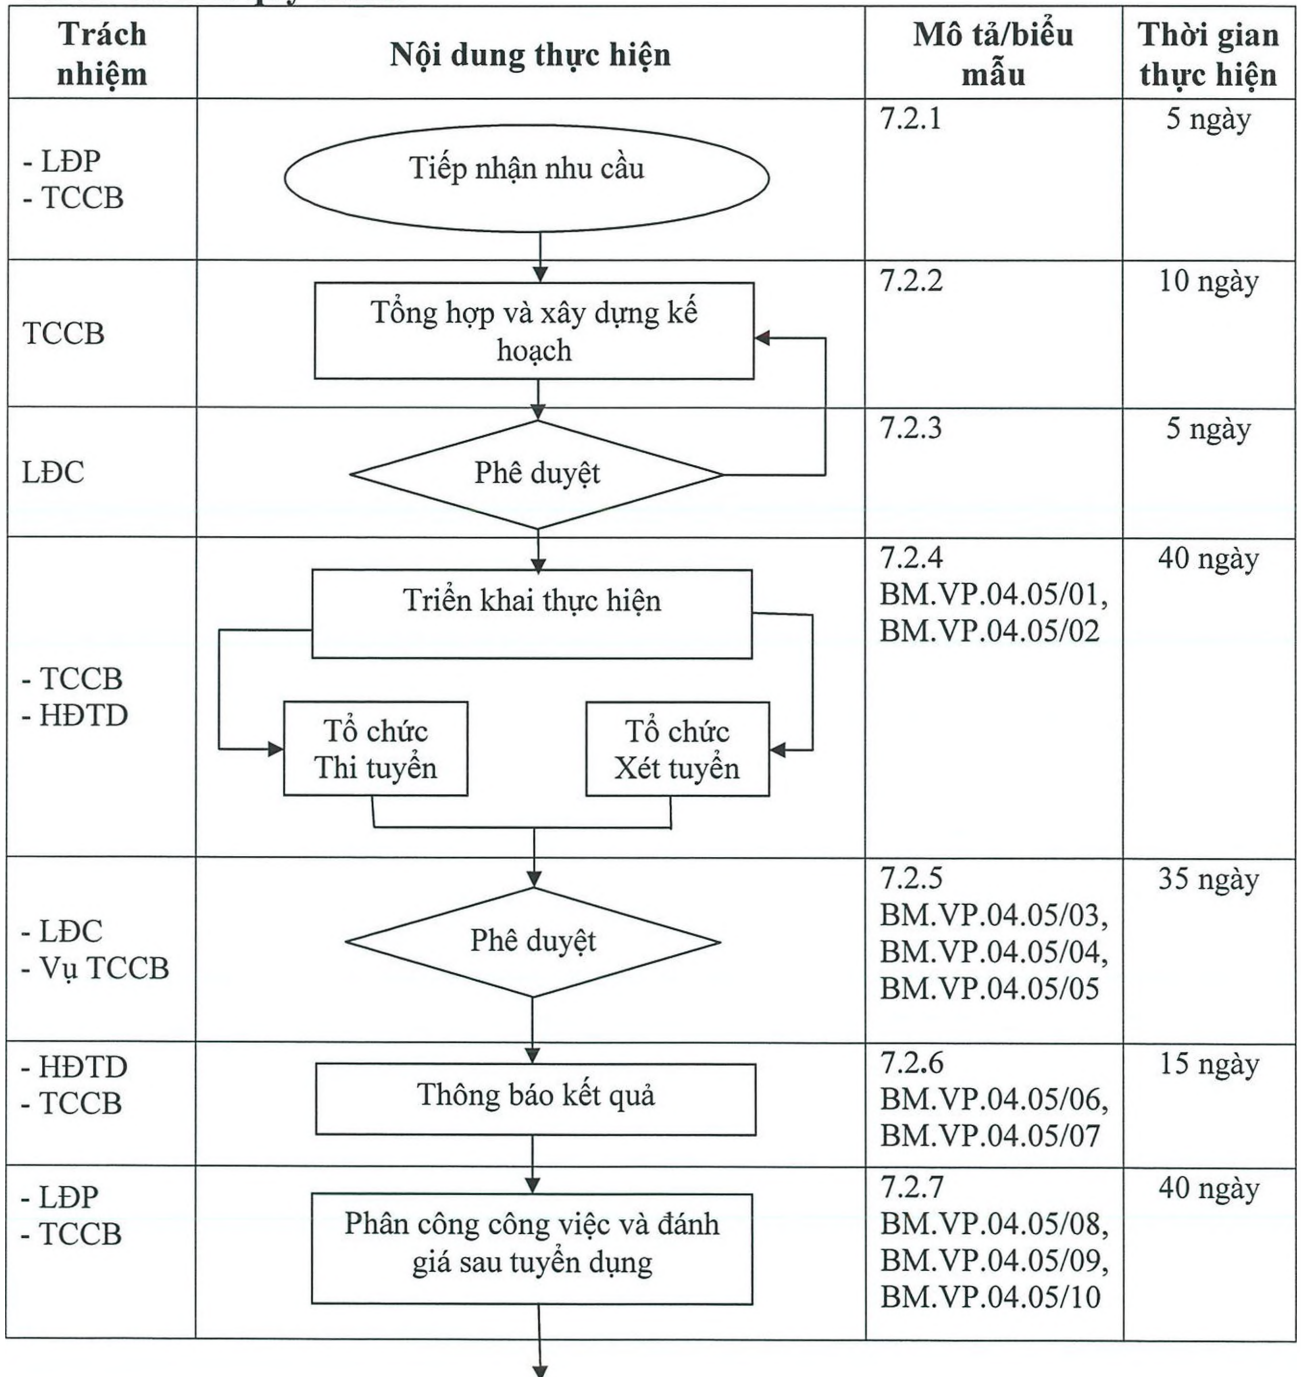 Trách
nhiệm
Nội dung thực hiện
Mô tả/biểu
mẫu
Thời gian
thực hiện
- LĐP
- TCCB
Tiếp nhận nhu cầu
7.2.1
5 ngày
TCCB
Tổng hợp và xây dựng kế
hoạch
7.2.2
10 ngày
LĐC
Phê duyệt
7.2.3
5 ngày
- TCCB
- HĐTD
Triển khai thực hiện
Tổ chức
Thi tuyển
Tổ chức
Xét tuyển
7.2.4
BM.VP.04.05/01,
BM.VP.04.05/02
40 ngày
- LĐC
- Vụ TCCB
Phê duyệt
7.2.5
BM.VP.04.05/03,
BM.VP.04.05/04,
BM.VP.04.05/05
35 ngày
- HĐTD
- TCCB
Thông báo kết quả
7.2.6
BM.VP.04.05/06,
BM.VP.04.05/07
15 ngày
- LĐP
- TCCB
Phân công công việc và đánh
giá sau tuyển dụng
7.2.7
BM.VP.04.05/08,
BM.VP.04.05/09,
BM.VP.04.05/10
40 ngày